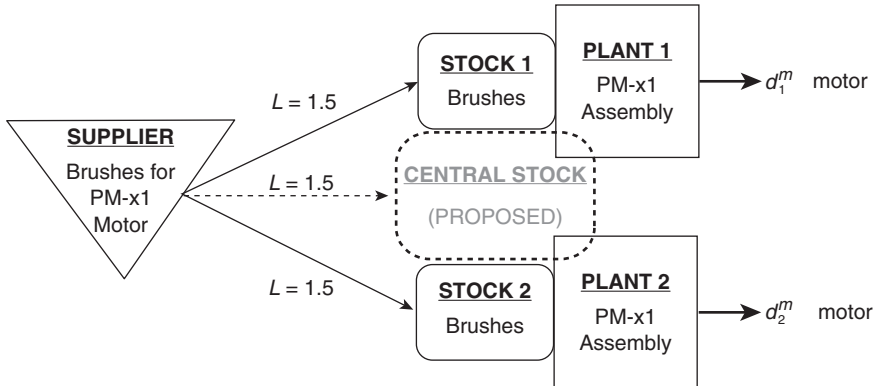 SUPPLIER
Brushes for
PM-x1
Motor
L = 1.5
L = 1.5
L = 1.5
STOCK 1
Brushes
PLANT 1
PM-x1
Assembly
d₁ᵐ motor
CENTRAL STOCK
(PROPOSED)
STOCK 2
Brushes
PLANT 2
PM-x1
Assembly
d₂ᵐ motor